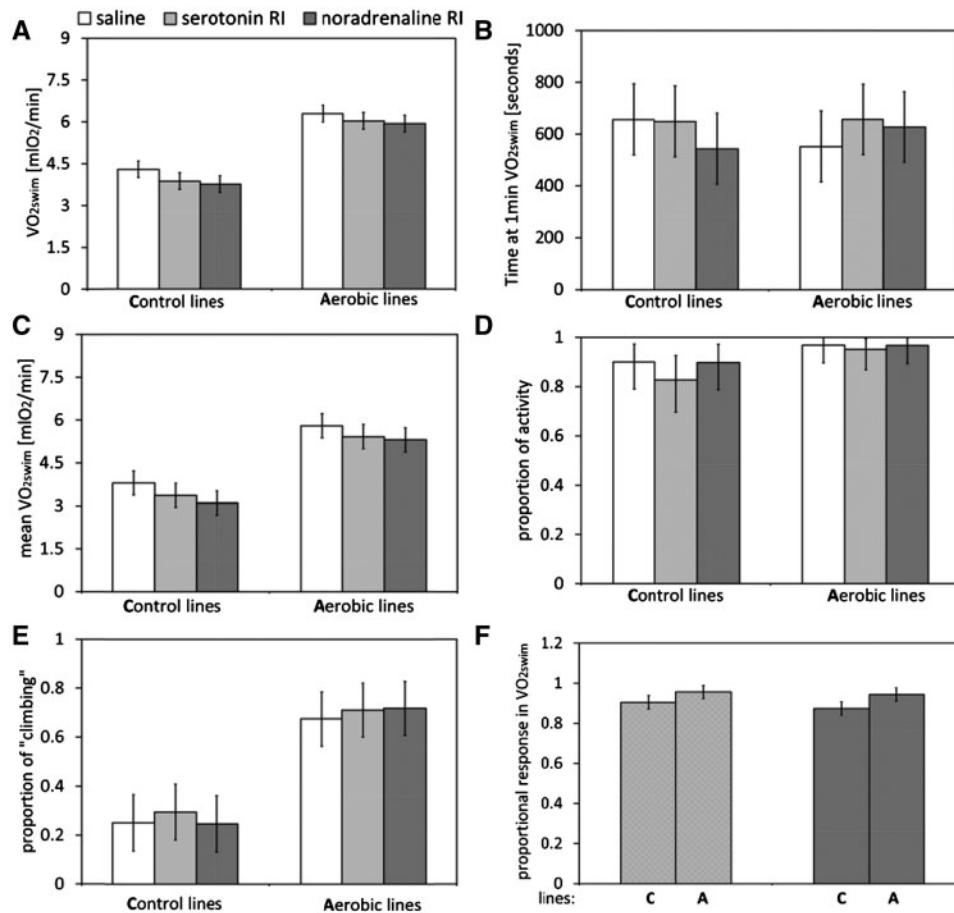 saline serotonin RI noradrenaline RI
A
9
7.5
6
4.5
3
1.5
0
VO2swim [mlO2/min]
Control lines Aerobic lines
B
1000
800
600
400
200
0
Time at 1min VO2swim [seconds]
Control lines Aerobic lines
C
9
7.5
6
4.5
3
1.5
0
mean VO2swim [mlO2/min]
Control lines Aerobic lines
D
1
0.8
0.6
0.4
0.2
0
proportion of activity
Control lines Aerobic lines
E
1
0.8
0.6
0.4
0.2
0
proportion of "climbing"
Control lines Aerobic lines
F
1.2
1
0.8
0.6
0.4
0.2
0
proportional response in VO2swim
lines: C A C A